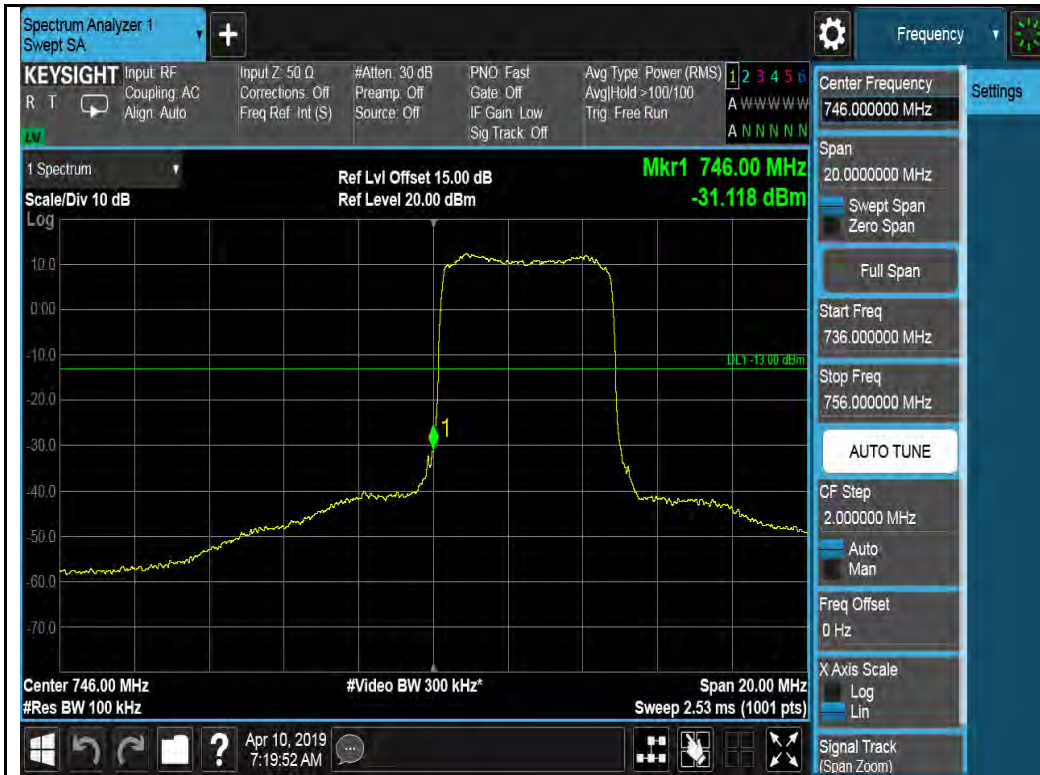 Spectrum Analyzer 1
Swept SA
+
Frequency
KEYSIGHT
R T
LV
Input: RF
Coupling: AC
Align: Auto
Input Z: 50 Ω
Corrections: Off
Freq Ref: Int (S)
#Atten: 30 dB
Preamp: Off
Source: Off
PNO: Fast
Gate: Off
IF Gain: Low
Sig Track: Off
Avg Type: Power (RMS)
Avg|Hold >100/100
Trig: Free Run
1 2 3 4 5 6
A W W W W W
A N N N N N
1 Spectrum
Scale/Div 10 dB
Log
Ref Lvl Offset 15.00 dB
Ref Level 20.00 dBm
Mkr1 746.00 MHz
-31.118 dBm
10.0
0.00
-10.0
-20.0
-30.0
-40.0
-50.0
-60.0
-70.0
DL1 -13.00 dBm
1
Center 746.00 MHz
#Res BW 100 kHz
#Video BW 300 kHz*
Span 20.00 MHz
Sweep 2.53 ms (1001 pts)
?
Apr 10, 2019
7:19:52 AM
Center Frequency
746.000000 MHz
Span
20.0000000 MHz
Swept Span
Zero Span
Full Span
Start Freq
736.000000 MHz
Stop Freq
756.000000 MHz
AUTO TUNE
CF Step
2.000000 MHz
Auto
Man
Freq Offset
0 Hz
X Axis Scale
Log
Lin
Signal Track
(Span Zoom)
Settings